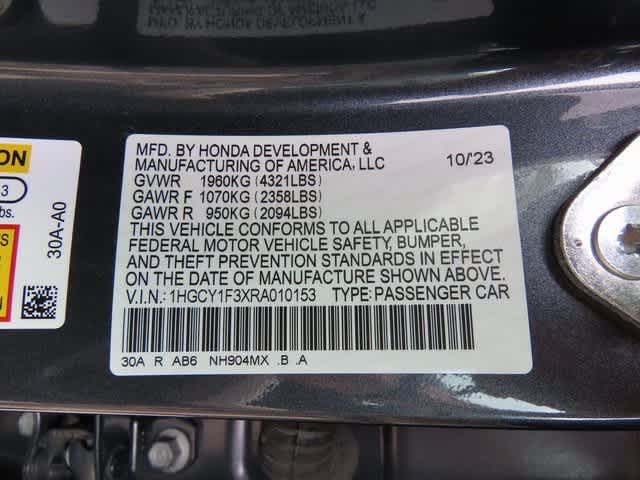 MFD. BY HONDA DEVELOPMENT &
MANUFACTURING OF AMERICA, LLC 10/'23
GVWR 1960KG (4321LBS)
GAWR F 1070KG (2358LBS)
GAWR R 950KG (2094LBS)
THIS VEHICLE CONFORMS TO ALL APPLICABLE
FEDERAL MOTOR VEHICLE SAFETY, BUMPER,
AND THEFT PREVENTION STANDARDS IN EFFECT
ON THE DATE OF MANUFACTURE SHOWN ABOVE.
V.I.N.: 1HGCY1F3XRA010153 TYPE: PASSENGER CAR
30A R AB6 NH904MX .B .A
30A-A0
3
lbs.